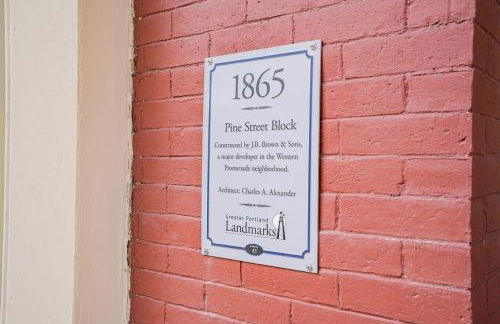 1865
Pine Street Block
Constructed by J.B. Brown & Sons,
a major developer in the Western
Promenade neighborhood.
Architect: Charles A. Alexander
Greater Portland
Landmarks